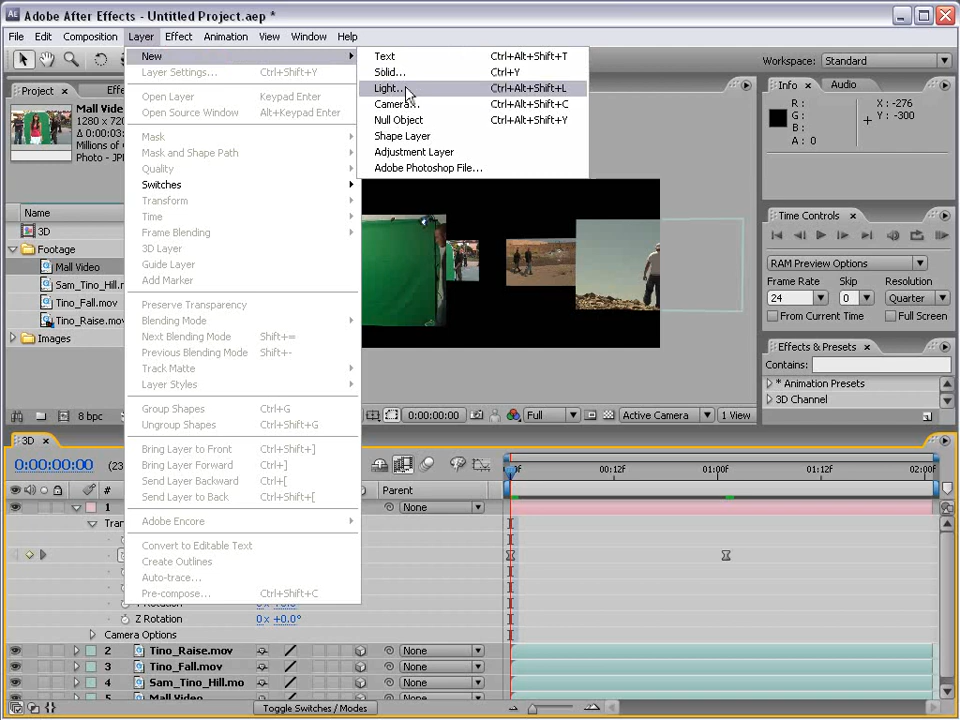 Adobe After Effects - Untitled Project.aep *
File Edit Composition Layer Effect Animation View Window Help
Workspace: Standard
Project × Effe
Mall Video
1280 x 720
Δ 0:00:03:
Millions of
Photo - JP
Name
3D
Footage
Mall Video
Sam_Tino_Hill.r
Tino_Fall.mov
Tino_Raise.mov
Images
8 bpc
New
Layer Settings... Ctrl+Shift+Y
Open Layer Keypad Enter
Open Source Window Alt+Keypad Enter
Mask
Mask and Shape Path
Quality
Switches
Transform
Time
Frame Blending
3D Layer
Guide Layer
Add Marker
Preserve Transparency
Blending Mode
Next Blending Mode Shift+=
Previous Blending Mode Shift+-
Track Matte
Layer Styles
Group Shapes Ctrl+G
Ungroup Shapes Ctrl+Shift+G
Bring Layer to Front Ctrl+Shift+]
Bring Layer Forward Ctrl+]
Send Layer Backward Ctrl+[
Send Layer to Back Ctrl+Shift+[
Adobe Encore
Convert to Editable Text
Create Outlines
Auto-trace...
Pre-compose... Ctrl+Shift+C
Text Ctrl+Alt+Shift+T
Solid... Ctrl+Y
Light... Ctrl+Alt+Shift+L
Camera... Ctrl+Alt+Shift+C
Null Object Ctrl+Alt+Shift+Y
Shape Layer
Adjustment Layer
Adobe Photoshop File...
0:00:00:00 Full Active Camera 1 View
Info × Audio
R : X : -276
G : Y : -300
B :
A : 0
Time Controls ×
RAM Preview Options
Frame Rate Skip Resolution
24 0 Quarter
From Current Time Full Screen
Effects & Presets ×
Contains:
* Animation Presets
3D Channel
3D ×
0:00:00:00 (23
# Parent
0f 00:12f 01:00f 01:12f 02:00f
1 None
Tran
Z Rotation 0 x +0.0°
Camera Options
2 Tino_Raise.mov None
3 Tino_Fall.mov None
4 Sam_Tino_Hill.mo None
5 Mall Video None
Toggle Switches / Modes